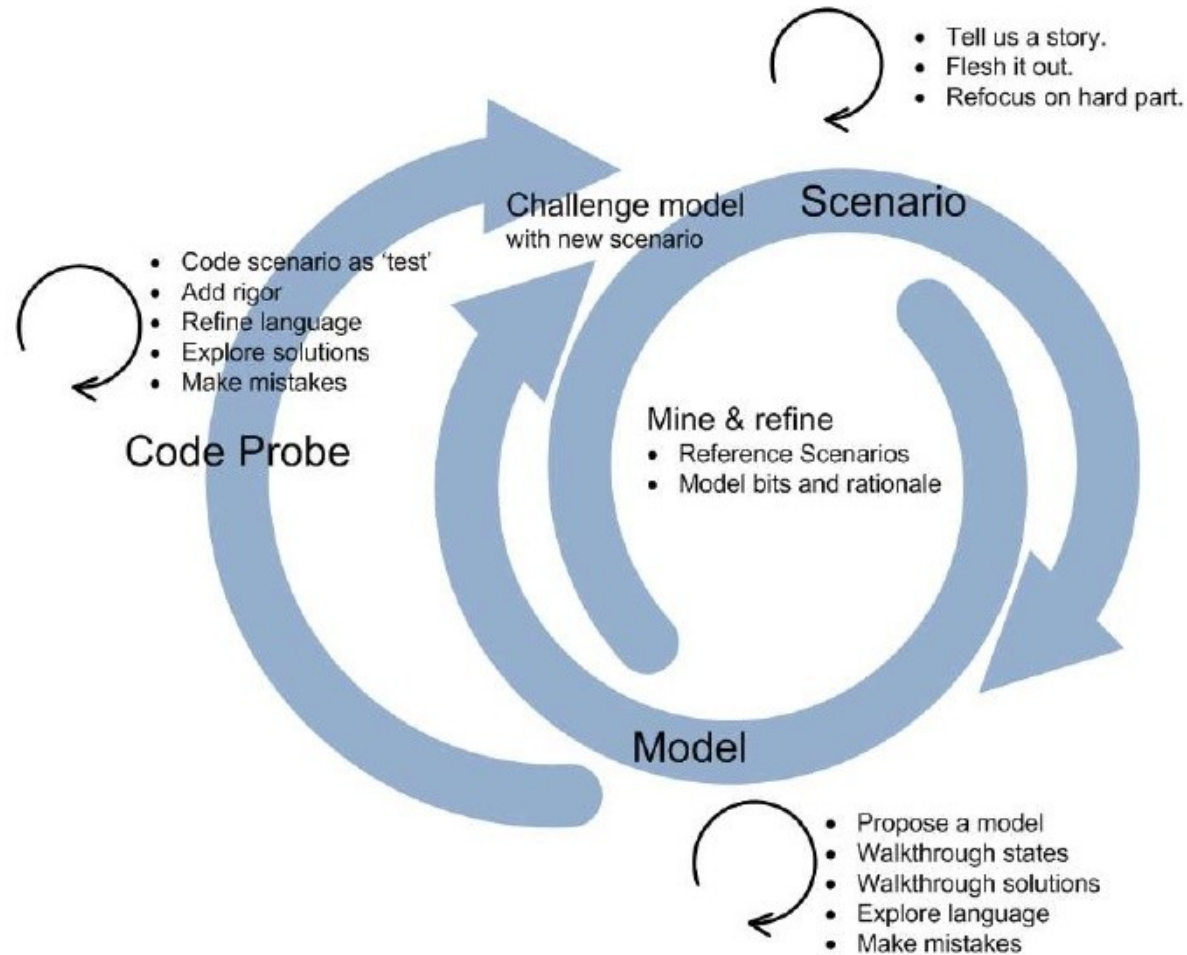 • Tell us a story.
• Flesh it out.
• Refocus on hard part.
Scenario
Challenge model
with new scenario
• Code scenario as ‘test’
• Add rigor
• Refine language
• Explore solutions
• Make mistakes
Code Probe
Mine & refine
• Reference Scenarios
• Model bits and rationale
Model
• Propose a model
• Walkthrough states
• Walkthrough solutions
• Explore language
• Make mistakes